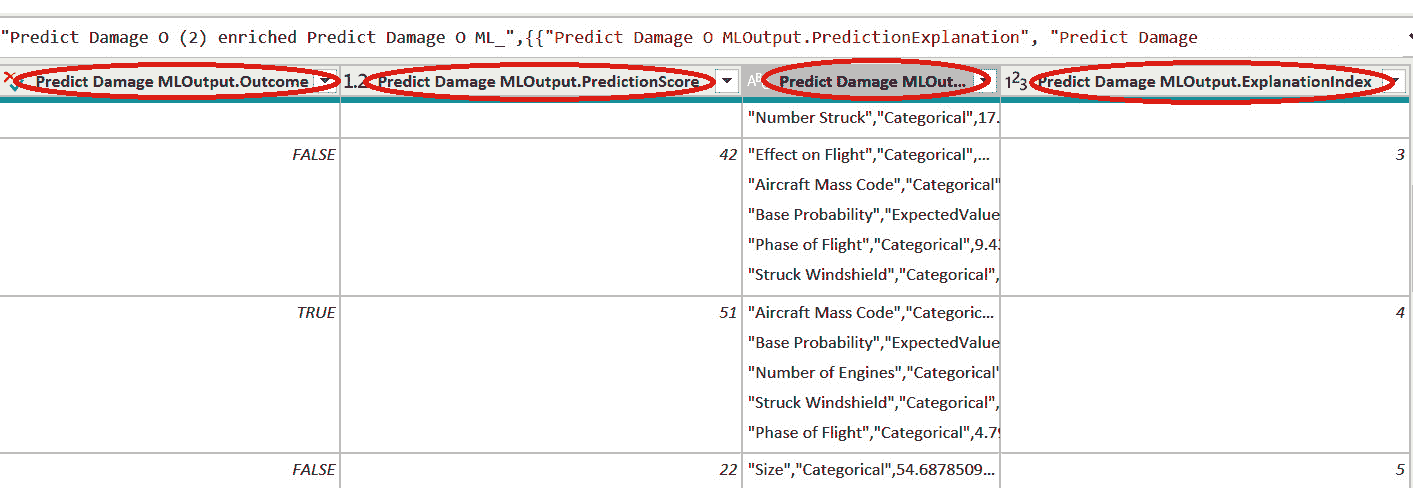 "Predict Damage O (2) enriched Predict Damage O ML_",{{"Predict Damage O MLOutput.PredictionExplanation", "Predict Damage
Predict Damage MLOutput.Outcome 1.2 Predict Damage MLOutput.PredictionScore Predict Damage MLOut... 123 Predict Damage MLOutput.ExplanationIndex
"Number Struck","Categorical",17.
FALSE 42 "Effect on Flight","Categorical",... 3
"Aircraft Mass Code","Categorical"
"Base Probability","ExpectedValue
"Phase of Flight","Categorical",9.43
"Struck Windshield","Categorical",
TRUE 51 "Aircraft Mass Code","Categoric... 4
"Base Probability","ExpectedValue
"Number of Engines","Categorical"
"Struck Windshield","Categorical",
"Phase of Flight","Categorical",4.79
FALSE 22 "Size","Categorical",54.6878509... 5